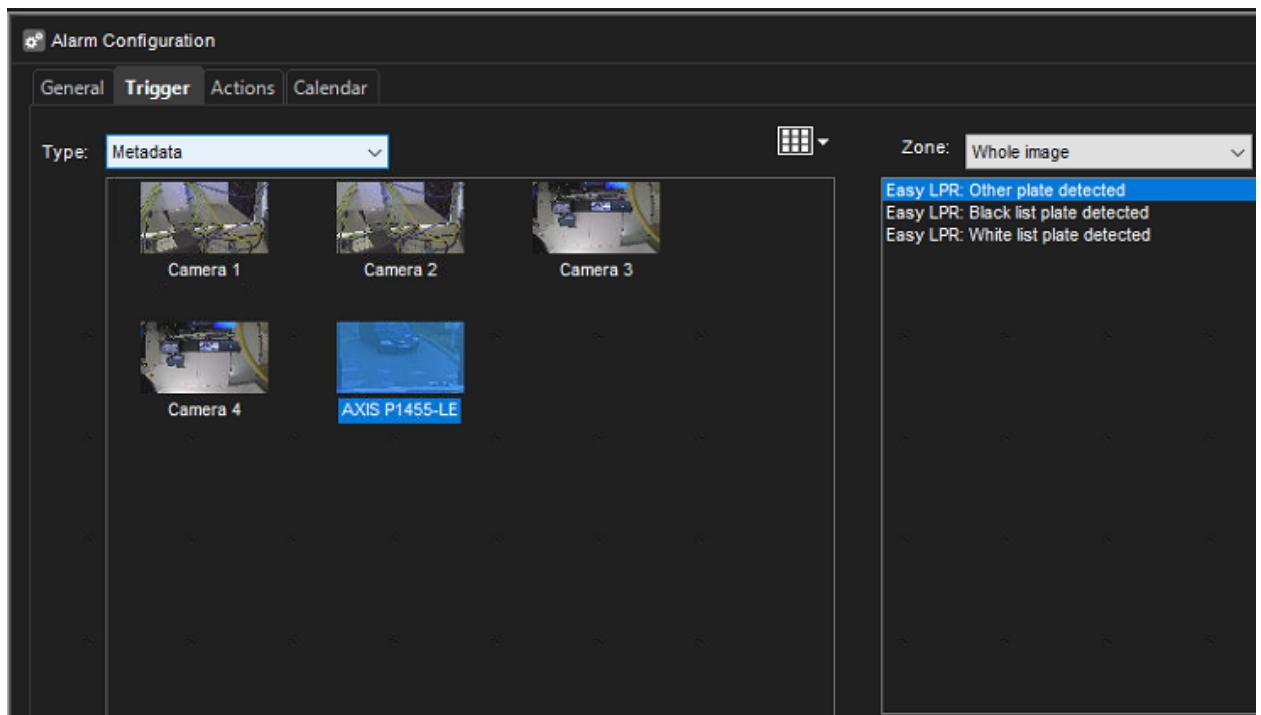 Alarm Configuration
General Trigger Actions Calendar
Type: Metadata
Zone: Whole image
Camera 1 Camera 2 Camera 3
Camera 4 AXIS P1455-LE
Easy LPR: Other plate detected
Easy LPR: Black list plate detected
Easy LPR: White list plate detected